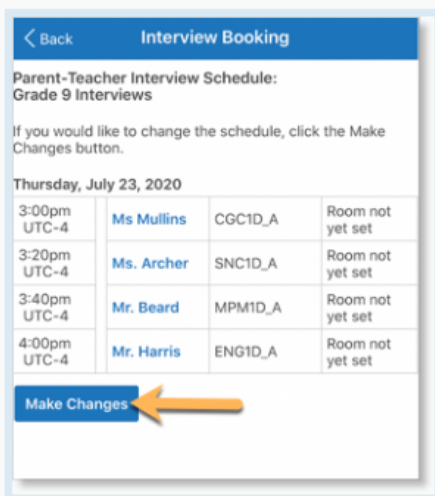 Back Interview Booking
Parent-Teacher Interview Schedule:
Grade 9 Interviews
If you would like to change the schedule, click the Make
Changes button.
Thursday, July 23, 2020
3:00pm UTC-4 Ms Mullins CGC1D_A Room not yet set
3:20pm UTC-4 Ms. Archer SNC1D_A Room not yet set
3:40pm UTC-4 Mr. Beard MPM1D_A Room not yet set
4:00pm UTC-4 Mr. Harris ENG1D_A Room not yet set
Make Changes